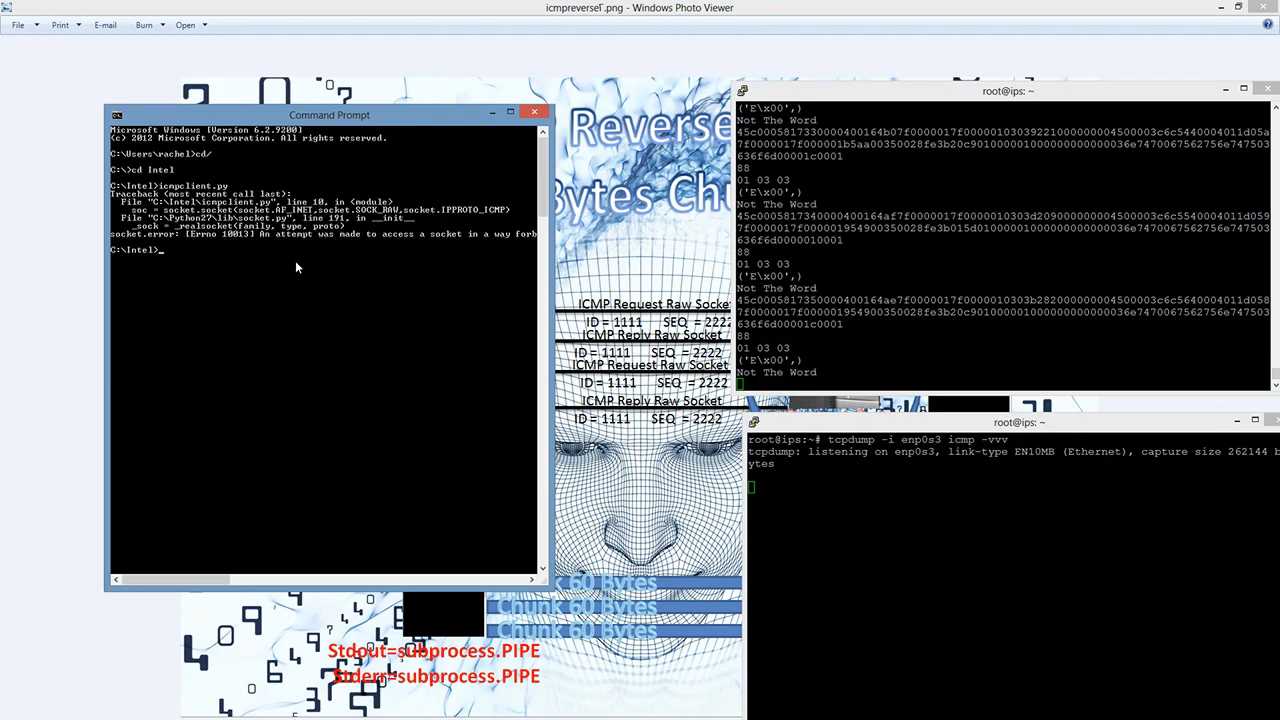 icmpreverse1.png - Windows Photo Viewer
File Print E-mail Burn Open
Command Prompt
Microsoft Windows [Version 6.2.9200]
(c) 2012 Microsoft Corporation. All rights reserved.
C:\Users\rachel>cd/
C:\>cd Intel
C:\Intel>icmpclient.py
Traceback (most recent call last):
File "C:\Intel\icmpclient.py", line 10, in <module>
soc = socket.socket(socket.AF_INET,socket.SOCK_RAW,socket.IPPROTO_ICMP)
File "C:\Python27\lib\socket.py", line 191, in __init__
_sock = _realsocket(family, type, proto)
socket.error: [Errno 10013] An attempt was made to access a socket in a way forb
C:\Intel>_
Reverse
Bytes Chu
ICMP Request Raw Socke
ID = 1111 SEQ = 2222
ICMP Reply Raw Socket
ID = 1111 SEQ = 2222
ICMP Request Raw Socket
ID = 1111 SEQ = 2222
ICMP Reply Raw Socket
ID = 1111 SEQ = 2222
60 Bytes
Chunk 60 Bytes
Chunk 60 Bytes
Stdout=subprocess.PIPE
Stderr=subprocess.PIPE
root@ips: ~
('E\x00',)
Not The Word
88
01 03 03
('E\x00',)
Not The Word
88
01 03 03
('E\x00',)
Not The Word
636f6d00001c0001
88
01 03 03
('E\x00',)
Not The Word
root@ips: ~
root@ips:~# tcpdump -i enp0s3 icmp -vvv
tcpdump: listening on enp0s3, link-type EN10MB (Ethernet), capture size 262144 b
ytes